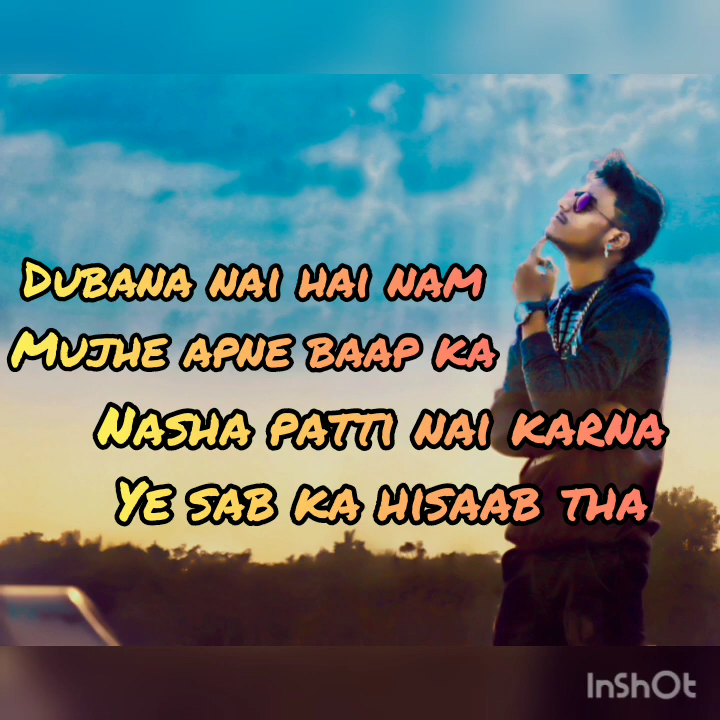 Dubana nai hai nam
Mujhe apne baap ka
Nasha patti nai karna
Ye sab ka hisaab tha
InShOt